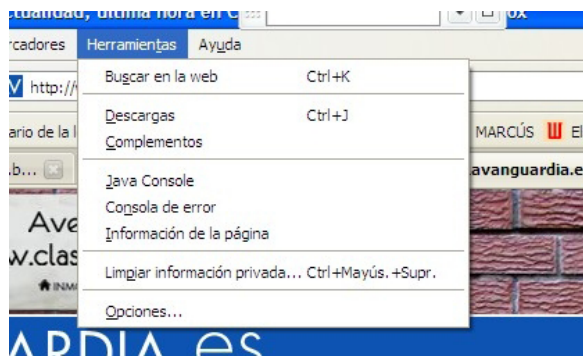 última hora en C
rcadores Herramientas Ayuda
Buscar en la web Ctrl+K
http://
Descargas Ctrl+J
ario de la l
MARCÚS
El
Complementos
.b...
avanguardia.e
Java Console
Consola de error
Información de la página
Ave
w.clas
Limpiar información privada... Ctrl+Mayús.+Supr.
Opciones...
ARDIA.es